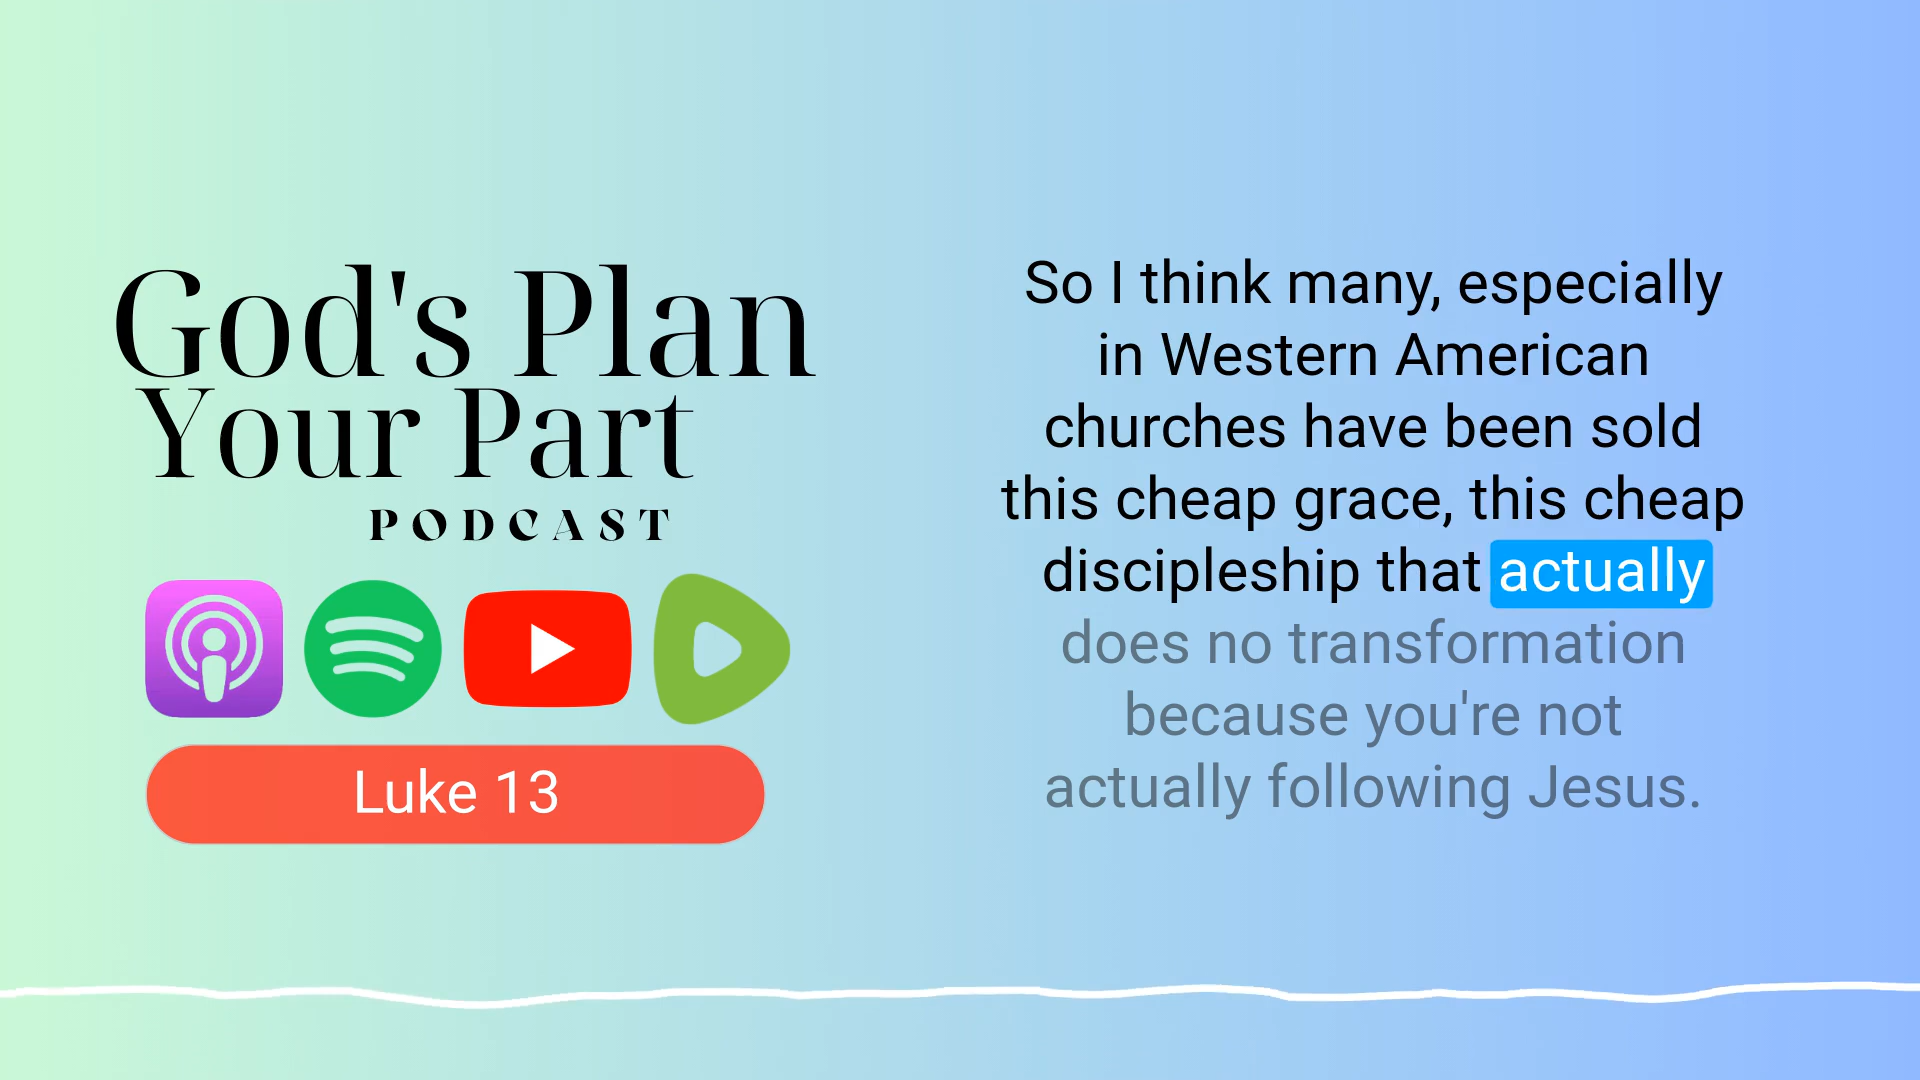 God's Plan
Your Part
PODCAST
Luke 13
So I think many, especially
in Western American
churches have been sold
this cheap grace, this cheap
discipleship that actually
does no transformation
because you're not
actually following Jesus.